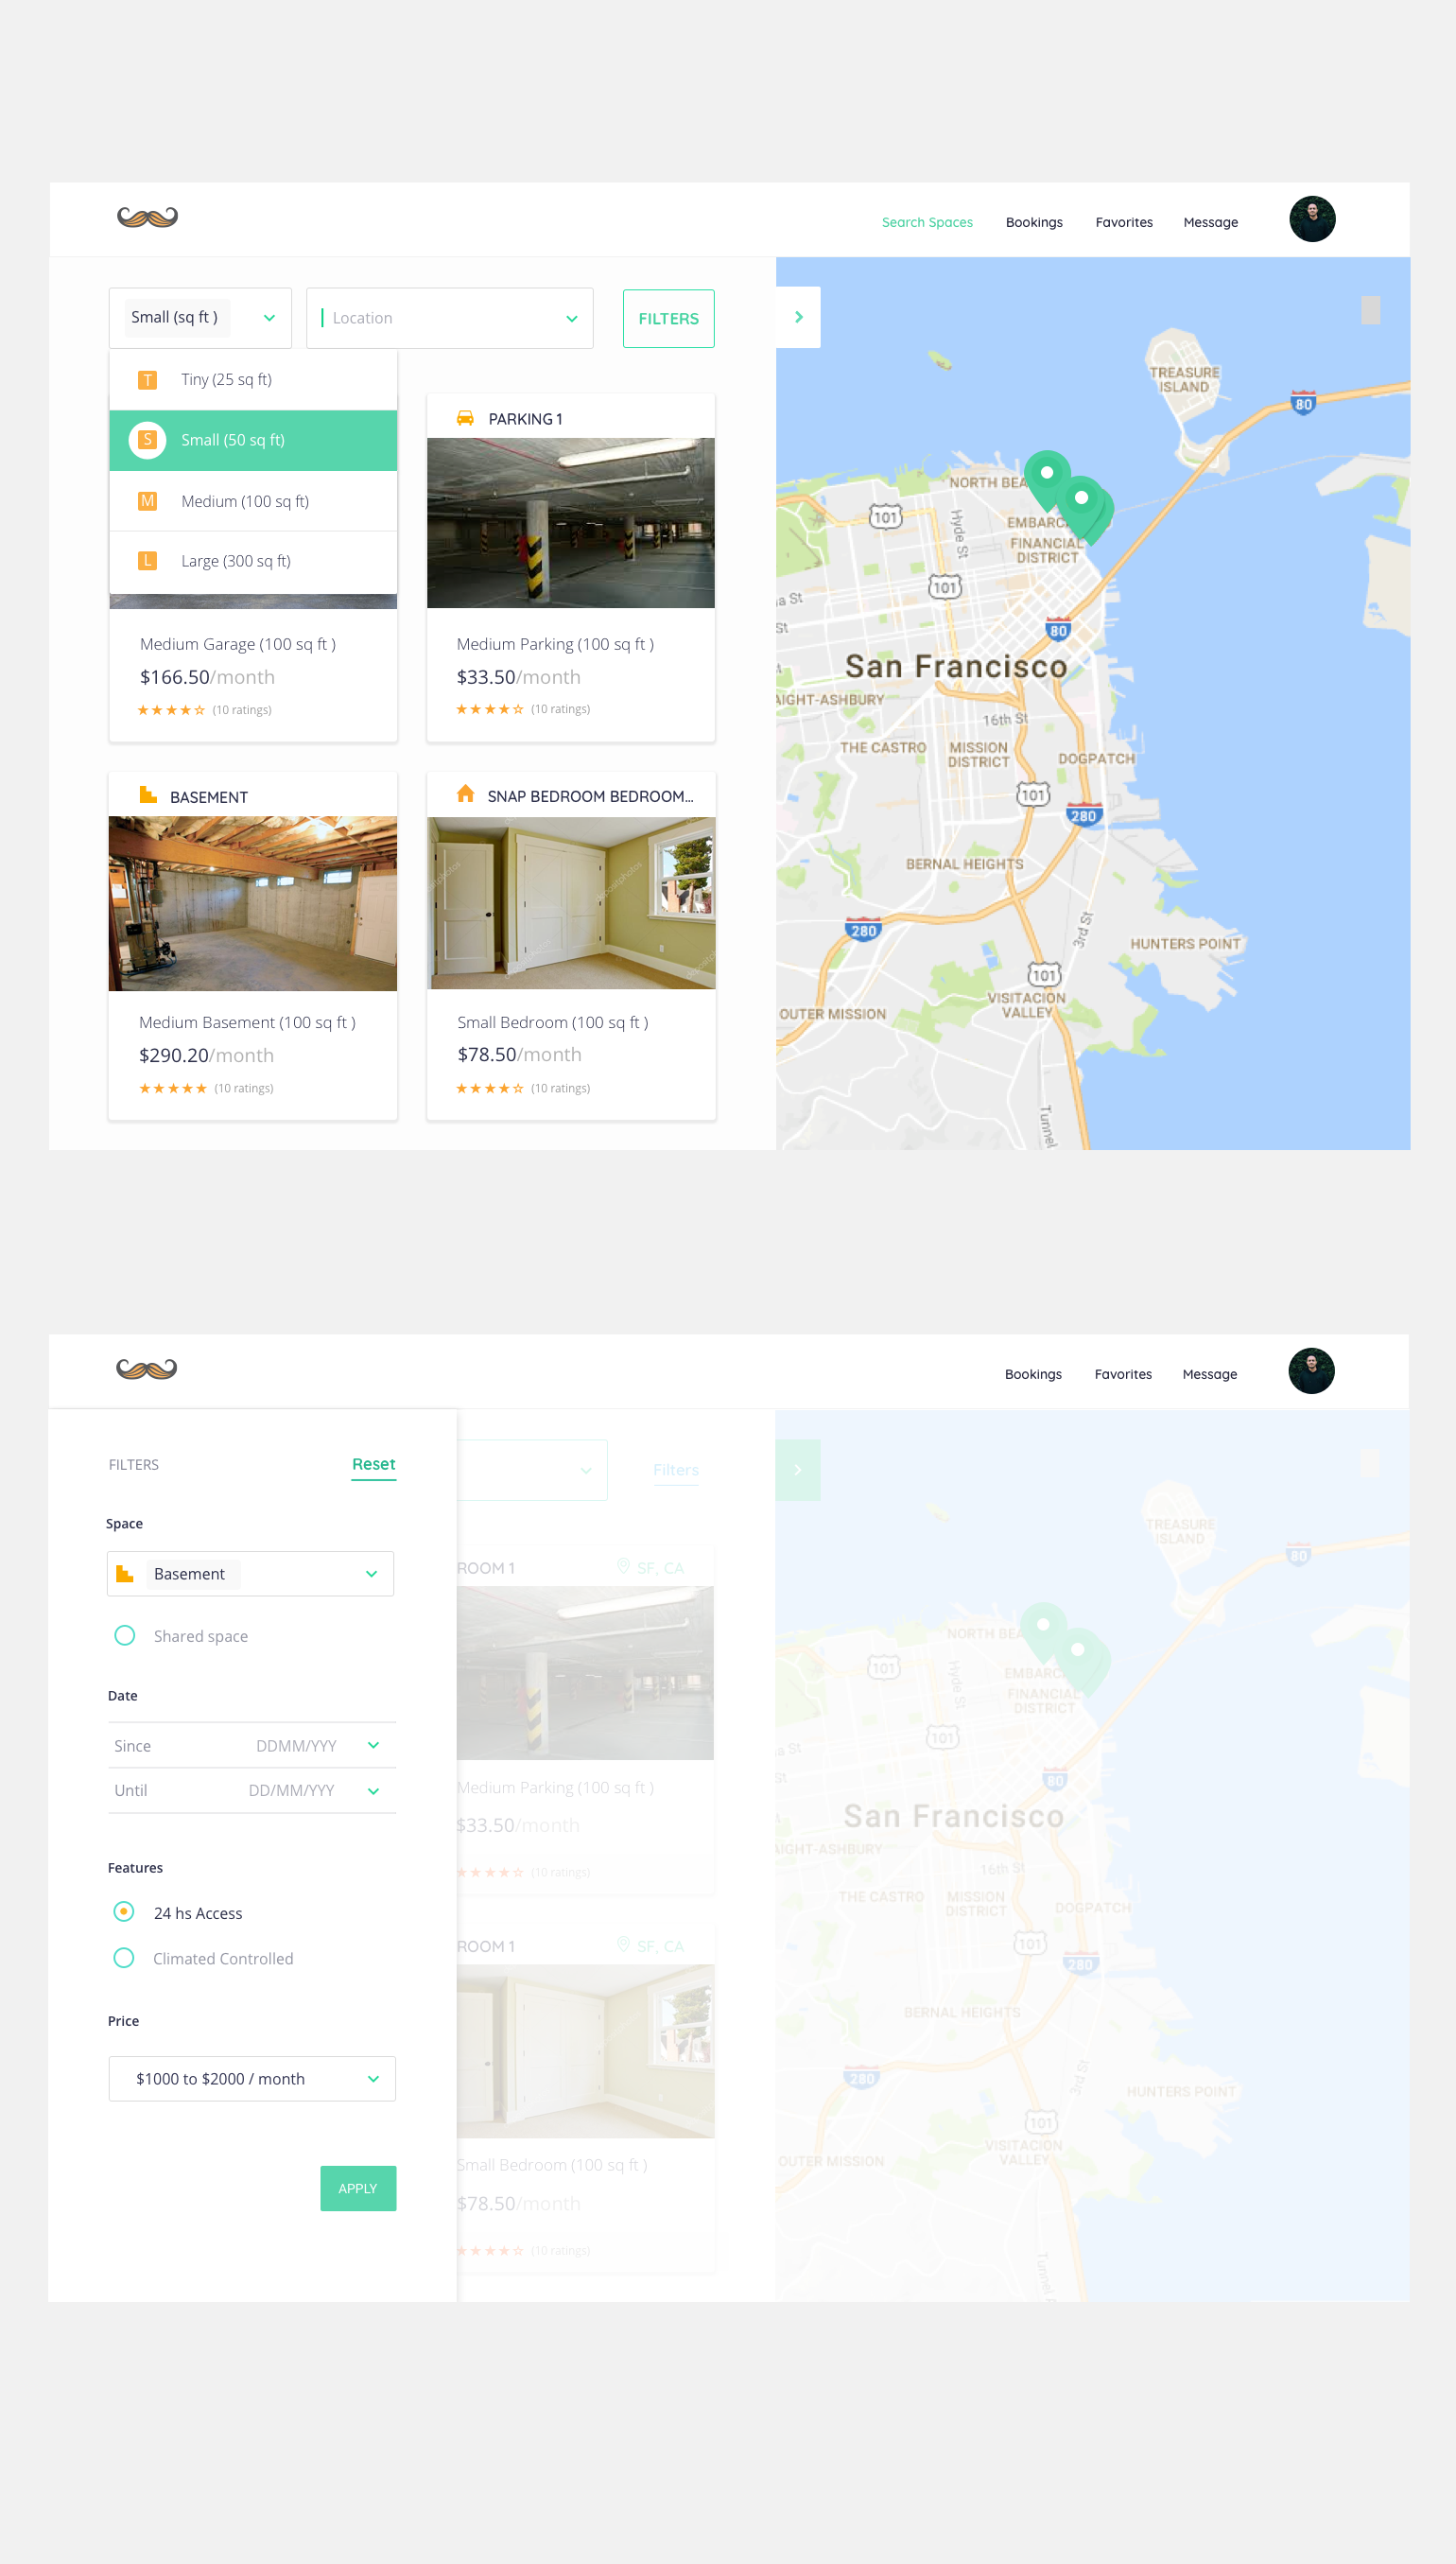 Search Spaces Bookings Favorites Message
Small (sq ft )
Location
FILTERS
T Tiny (25 sq ft)
S Small (50 sq ft)
M Medium (100 sq ft)
L Large (300 sq ft)
Medium Garage (100 sq ft )
$166.50/month
(10 ratings)
PARKING 1
Medium Parking (100 sq ft )
$33.50/month
(10 ratings)
BASEMENT
Medium Basement (100 sq ft )
$290.20/month
(10 ratings)
SNAP BEDROOM BEDROOM...
depositphotos
Small Bedroom (100 sq ft )
$78.50/month
(10 ratings)
TREASURE
ISLAND
80
NORTH BEA
101
Hyde St
EMBARC
FINANCIAL
DISTRICT
101
a St
St
80
San Francisco
AIGHT-ASHBURY
16th St
THE CASTRO
MISSION
DISTRICT
DOGPATCH
101
280
BERNAL HEIGHTS
280
3rd St
HUNTERS POINT
101
VISITACION
VALLEY
OUTER MISSION
Tunnel
Bookings Favorites Message
FILTERS
Reset
Space
Basement
Shared space
Date
Since DDMM/YYY
Until DD/MM/YYY
Features
24 hs Access
Climated Controlled
Price
$1000 to $2000 / month
APPLY
Filters
ROOM 1 SF, CA
Medium Parking (100 sq ft )
$33.50/month
(10 ratings)
ROOM 1 SF, CA
Small Bedroom (100 sq ft )
$78.50/month
(10 ratings)
TREASURE
ISLAND
80
NORTH BEA
101
Hyde St
EMBARC
FINANCIAL
DISTRICT
101
a St
St
80
San Francisco
AIGHT-ASHBURY
16th St
THE CASTRO
MISSION
DISTRICT
DOGPATCH
101
280
BERNAL HEIGHTS
280
3rd St
HUNTERS POINT
101
VISITACION
VALLEY
OUTER MISSION
Tunnel